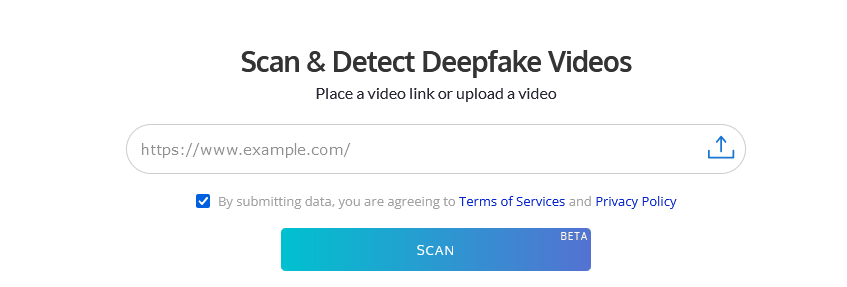 Scan & Detect Deepfake Videos
Place a video link or upload a video
https://www.example.com/
By submitting data, you are agreeing to Terms of Services and Privacy Policy
BETA
SCAN